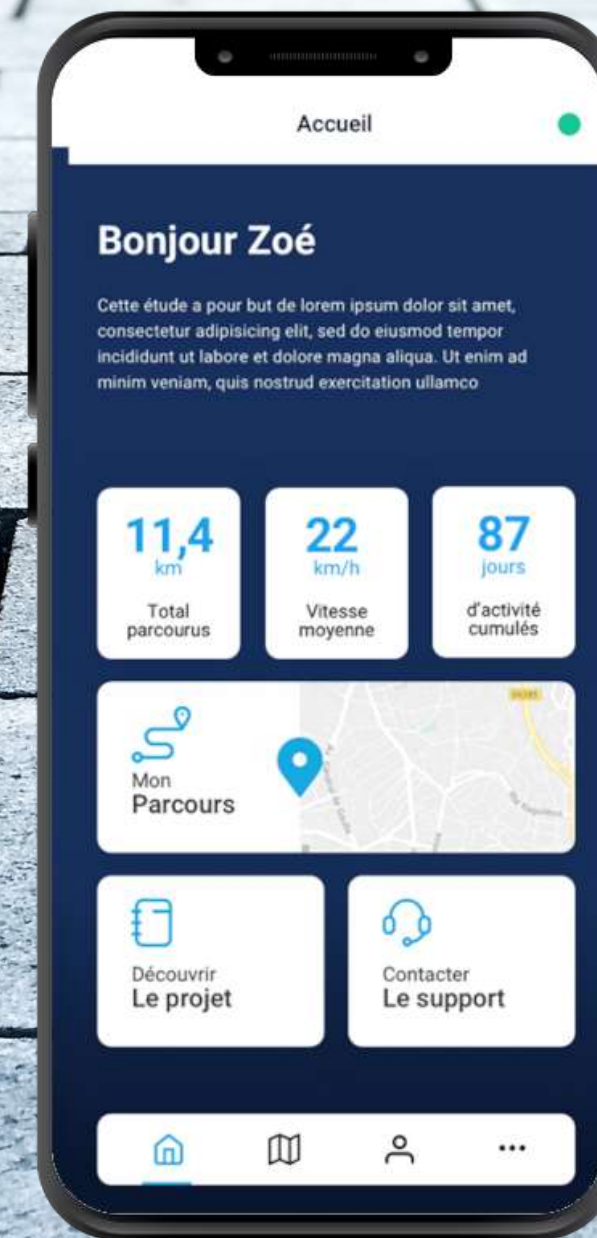 Accueil
Bonjour Zoé
Cette étude a pour but de lorem ipsum dolor sit amet,
consectetur adipisicing elit, sed do eiusmod tempor
incididunt ut labore et dolore magna aliqua. Ut enim ad
minim veniam, quis nostrud exercitation ullamco
11,4
km
Total
parcourus
22
km/h
Vitesse
moyenne
87
jours
d'activité
cumulés
Mon
Parcours
Découvrir
Le projet
Contacter
Le support